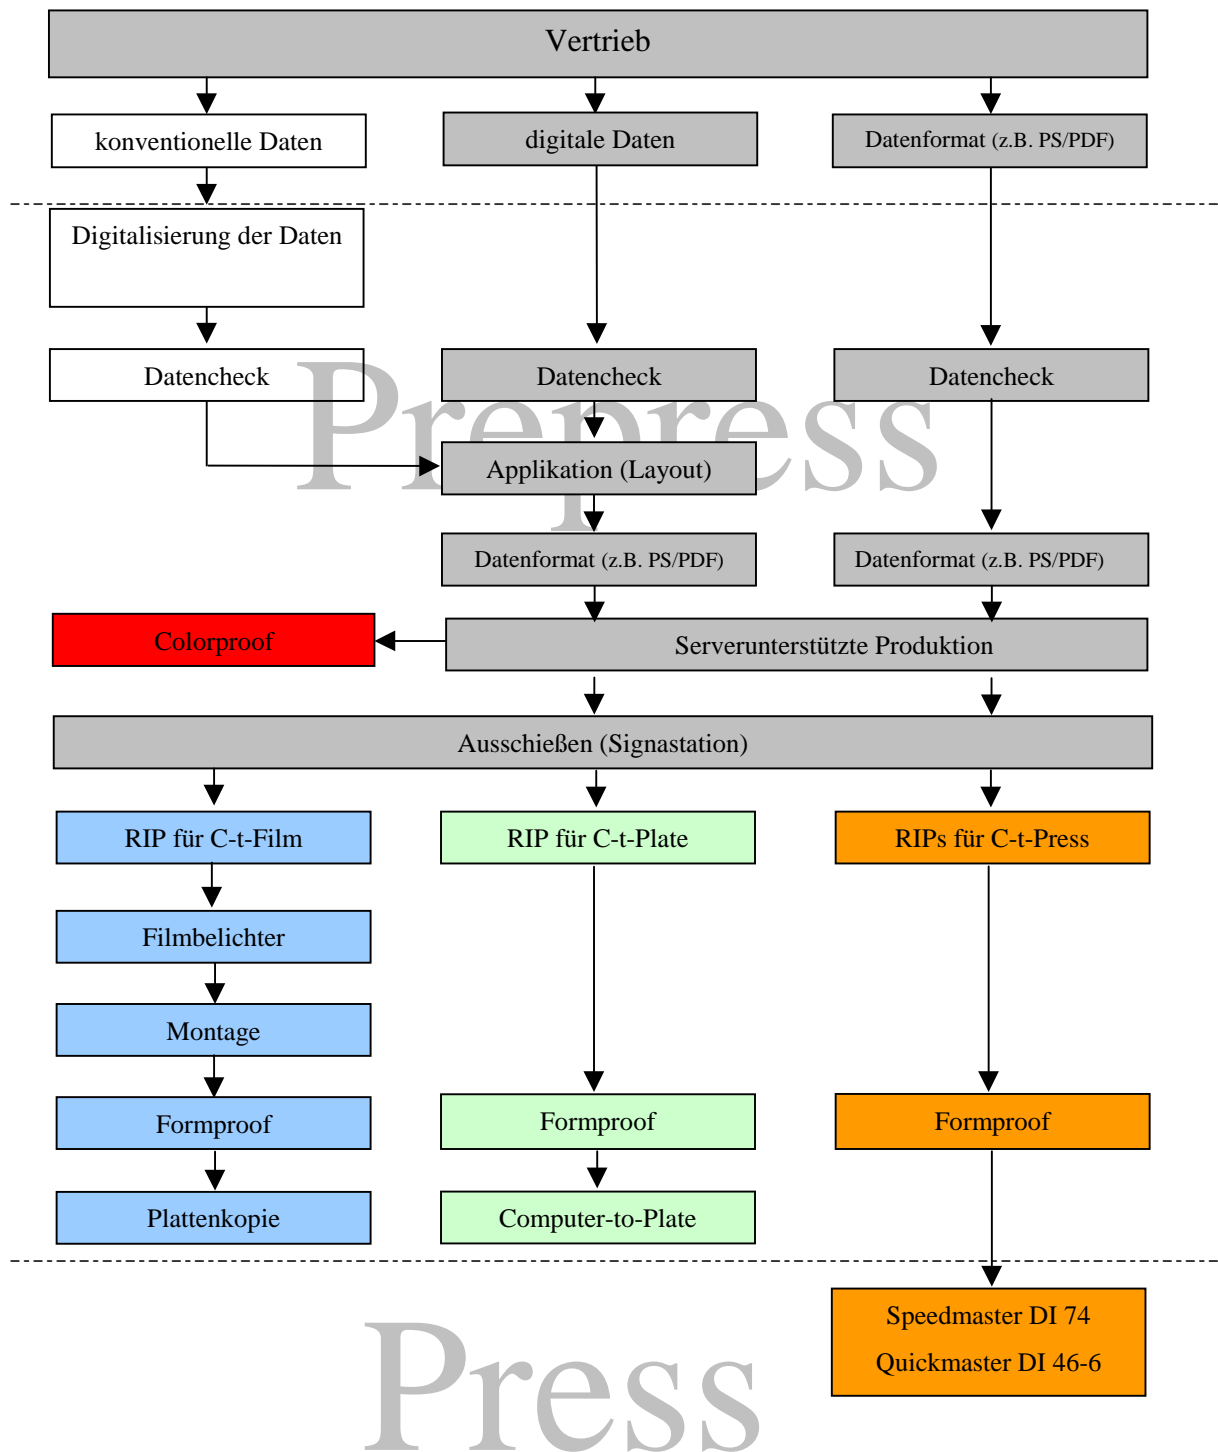 Vertrieb
konventionelle Daten
digitale Daten
Datenformat (z.B. PS/PDF)
Digitalisierung der Daten
Datencheck
Datencheck
Datencheck
Prepress
Applikation (Layout)
Datenformat (z.B. PS/PDF)
Datenformat (z.B. PS/PDF)
Colorproof
Serverunterstützte Produktion
Ausschießen (Signastation)
RIP für C-t-Film
RIP für C-t-Plate
RIPs für C-t-Press
Filmbelichter
Montage
Formproof
Formproof
Formproof
Plattenkopie
Computer-to-Plate
Speedmaster DI 74
Quickmaster DI 46-6
Press